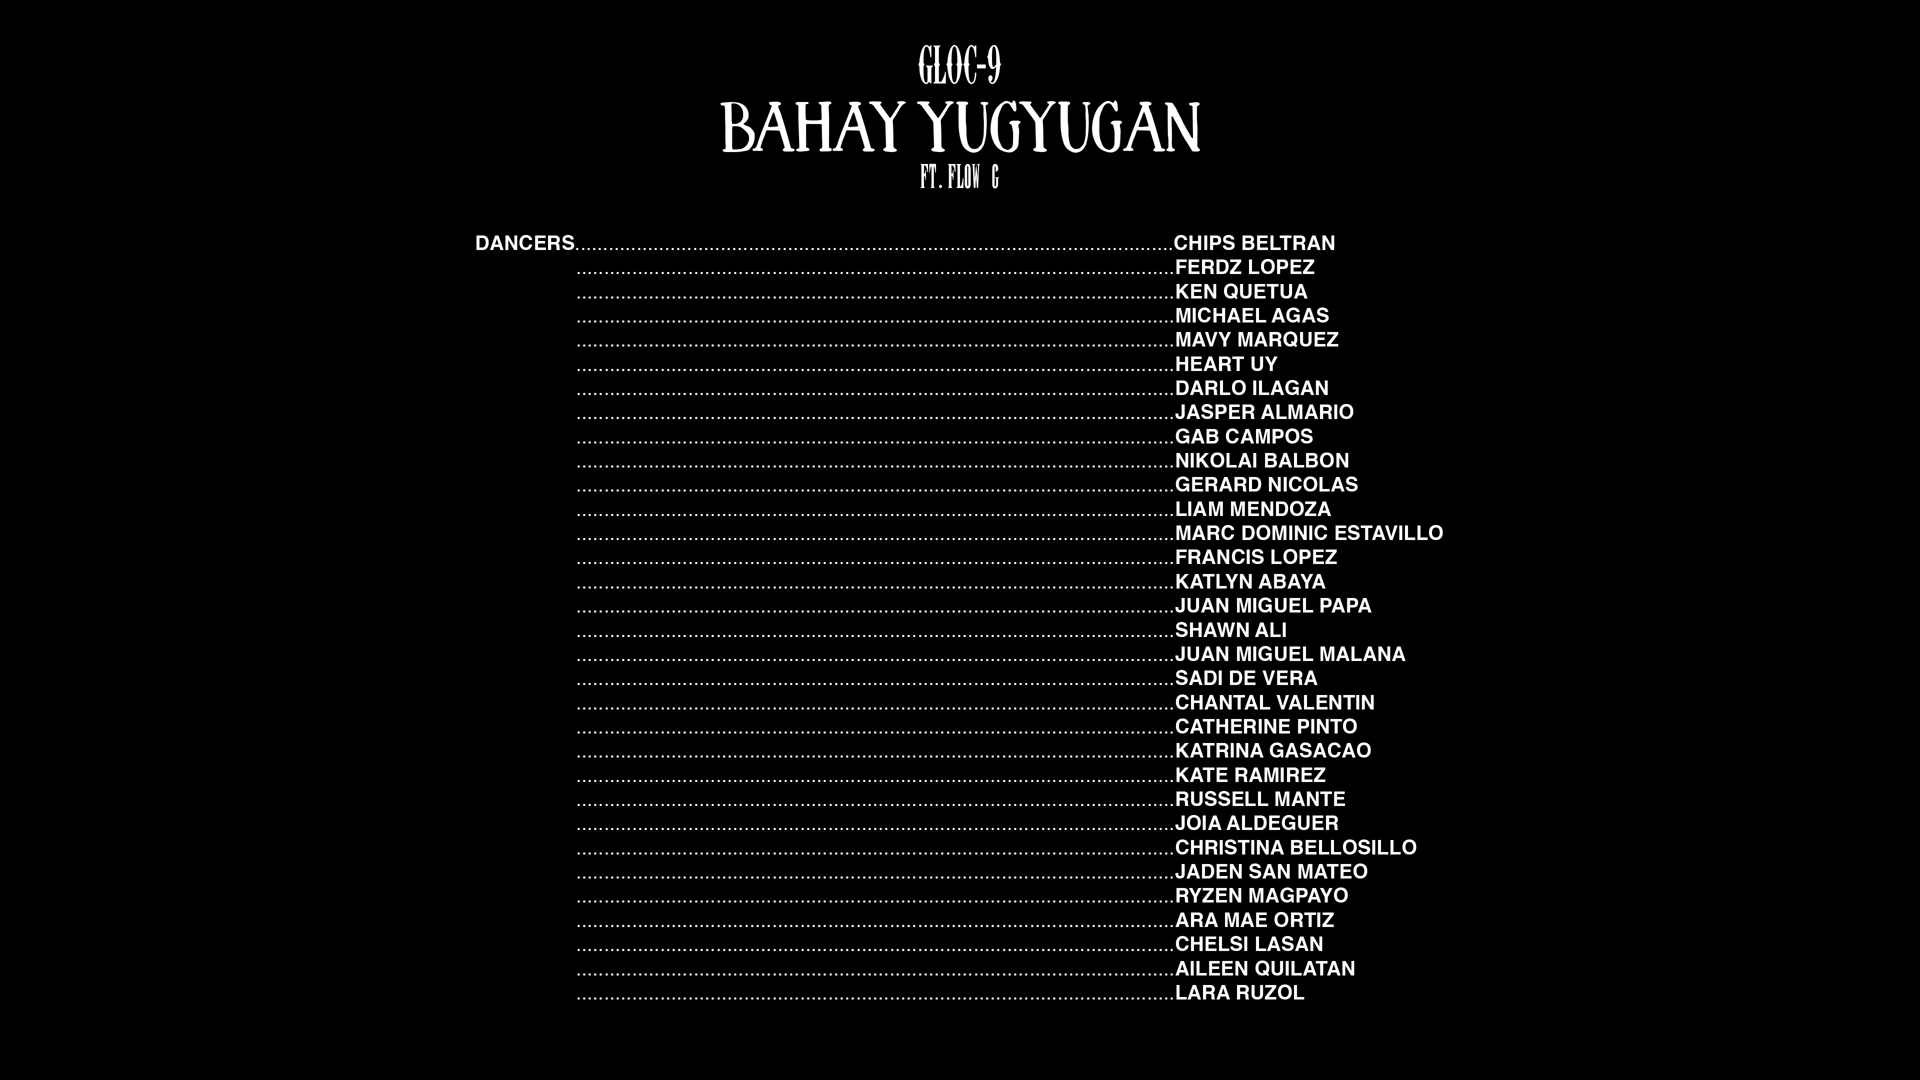 GLOC-9
BAHAY YUGYUGAN
FT. FLOW G
DANCERS............................................................................................................CHIPS BELTRAN
............................................................................................................FERDZ LOPEZ
............................................................................................................KEN QUETUA
............................................................................................................MICHAEL AGAS
............................................................................................................MAVY MARQUEZ
............................................................................................................HEART UY
............................................................................................................DARLO ILAGAN
............................................................................................................JASPER ALMARIO
............................................................................................................GAB CAMPOS
............................................................................................................NIKOLAI BALBON
............................................................................................................GERARD NICOLAS
............................................................................................................LIAM MENDOZA
............................................................................................................MARC DOMINIC ESTAVILLO
............................................................................................................FRANCIS LOPEZ
............................................................................................................KATLYN ABAYA
............................................................................................................JUAN MIGUEL PAPA
............................................................................................................SHAWN ALI
............................................................................................................JUAN MIGUEL MALANA
............................................................................................................SADI DE VERA
............................................................................................................CHANTAL VALENTIN
............................................................................................................CATHERINE PINTO
............................................................................................................KATRINA GASACAO
............................................................................................................KATE RAMIREZ
............................................................................................................RUSSELL MANTE
............................................................................................................JOIA ALDEGUER
............................................................................................................CHRISTINA BELLOSILLO
............................................................................................................JADEN SAN MATEO
............................................................................................................RYZEN MAGPAYO
............................................................................................................ARA MAE ORTIZ
............................................................................................................CHELSI LASAN
............................................................................................................AILEEN QUILATAN
............................................................................................................LARA RUZOL